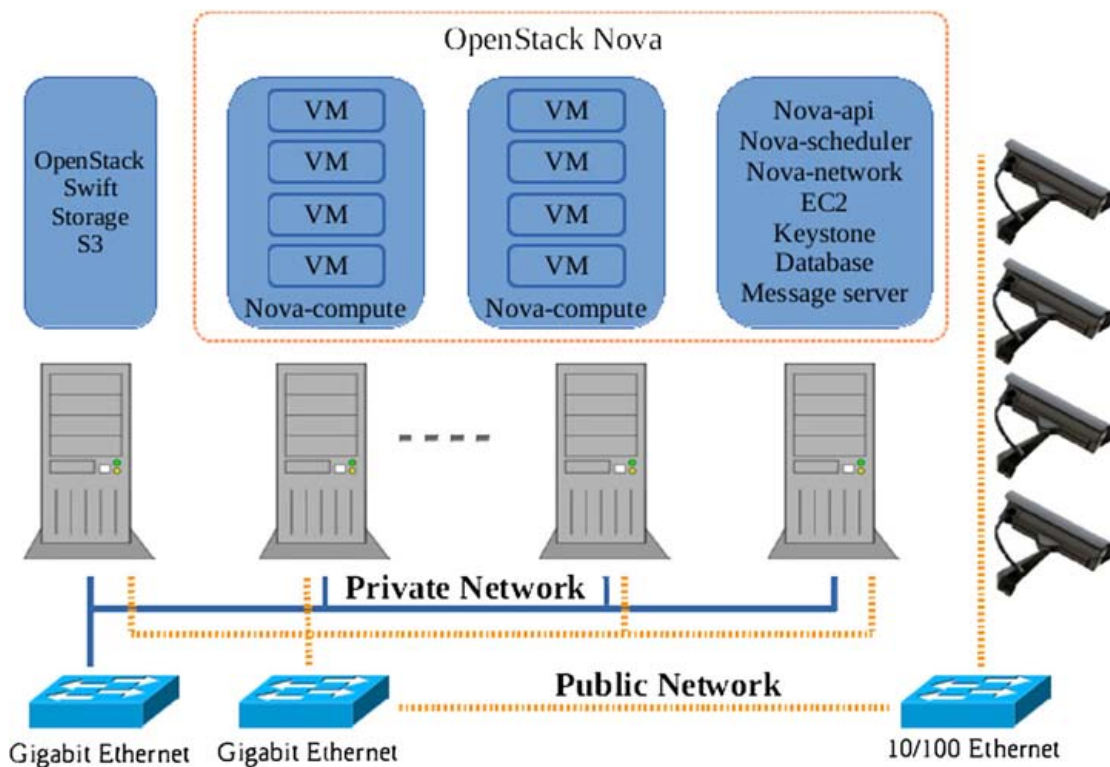 OpenStack Nova
OpenStack
Swift
Storage
S3
VM
VM
VM
VM
Nova-compute
VM
VM
VM
VM
Nova-compute
Nova-api
Nova-scheduler
Nova-network
EC2
Keystone
Database
Message server
Private Network
Public Network
Gigabit Ethernet
Gigabit Ethernet
10/100 Ethernet